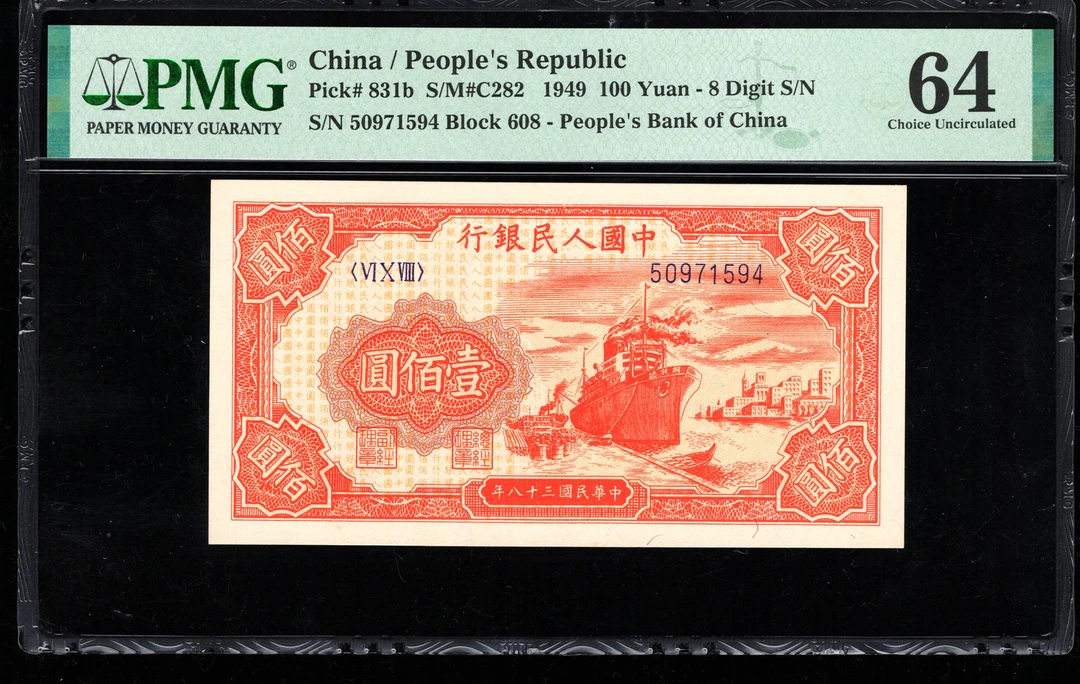 PMG®
PAPER MONEY GUARANTY
China / People's Republic
Pick# 831b S/M#C282 1949 100 Yuan - 8 Digit S/N
S/N 50971594 Block 608 - People's Bank of China
64
Choice Uncirculated
行銀民人國中
圓佰
圓佰
〈VI X VIII〉
50971594
圓佰壹
圓佰
圓佰
年八十三國民華中